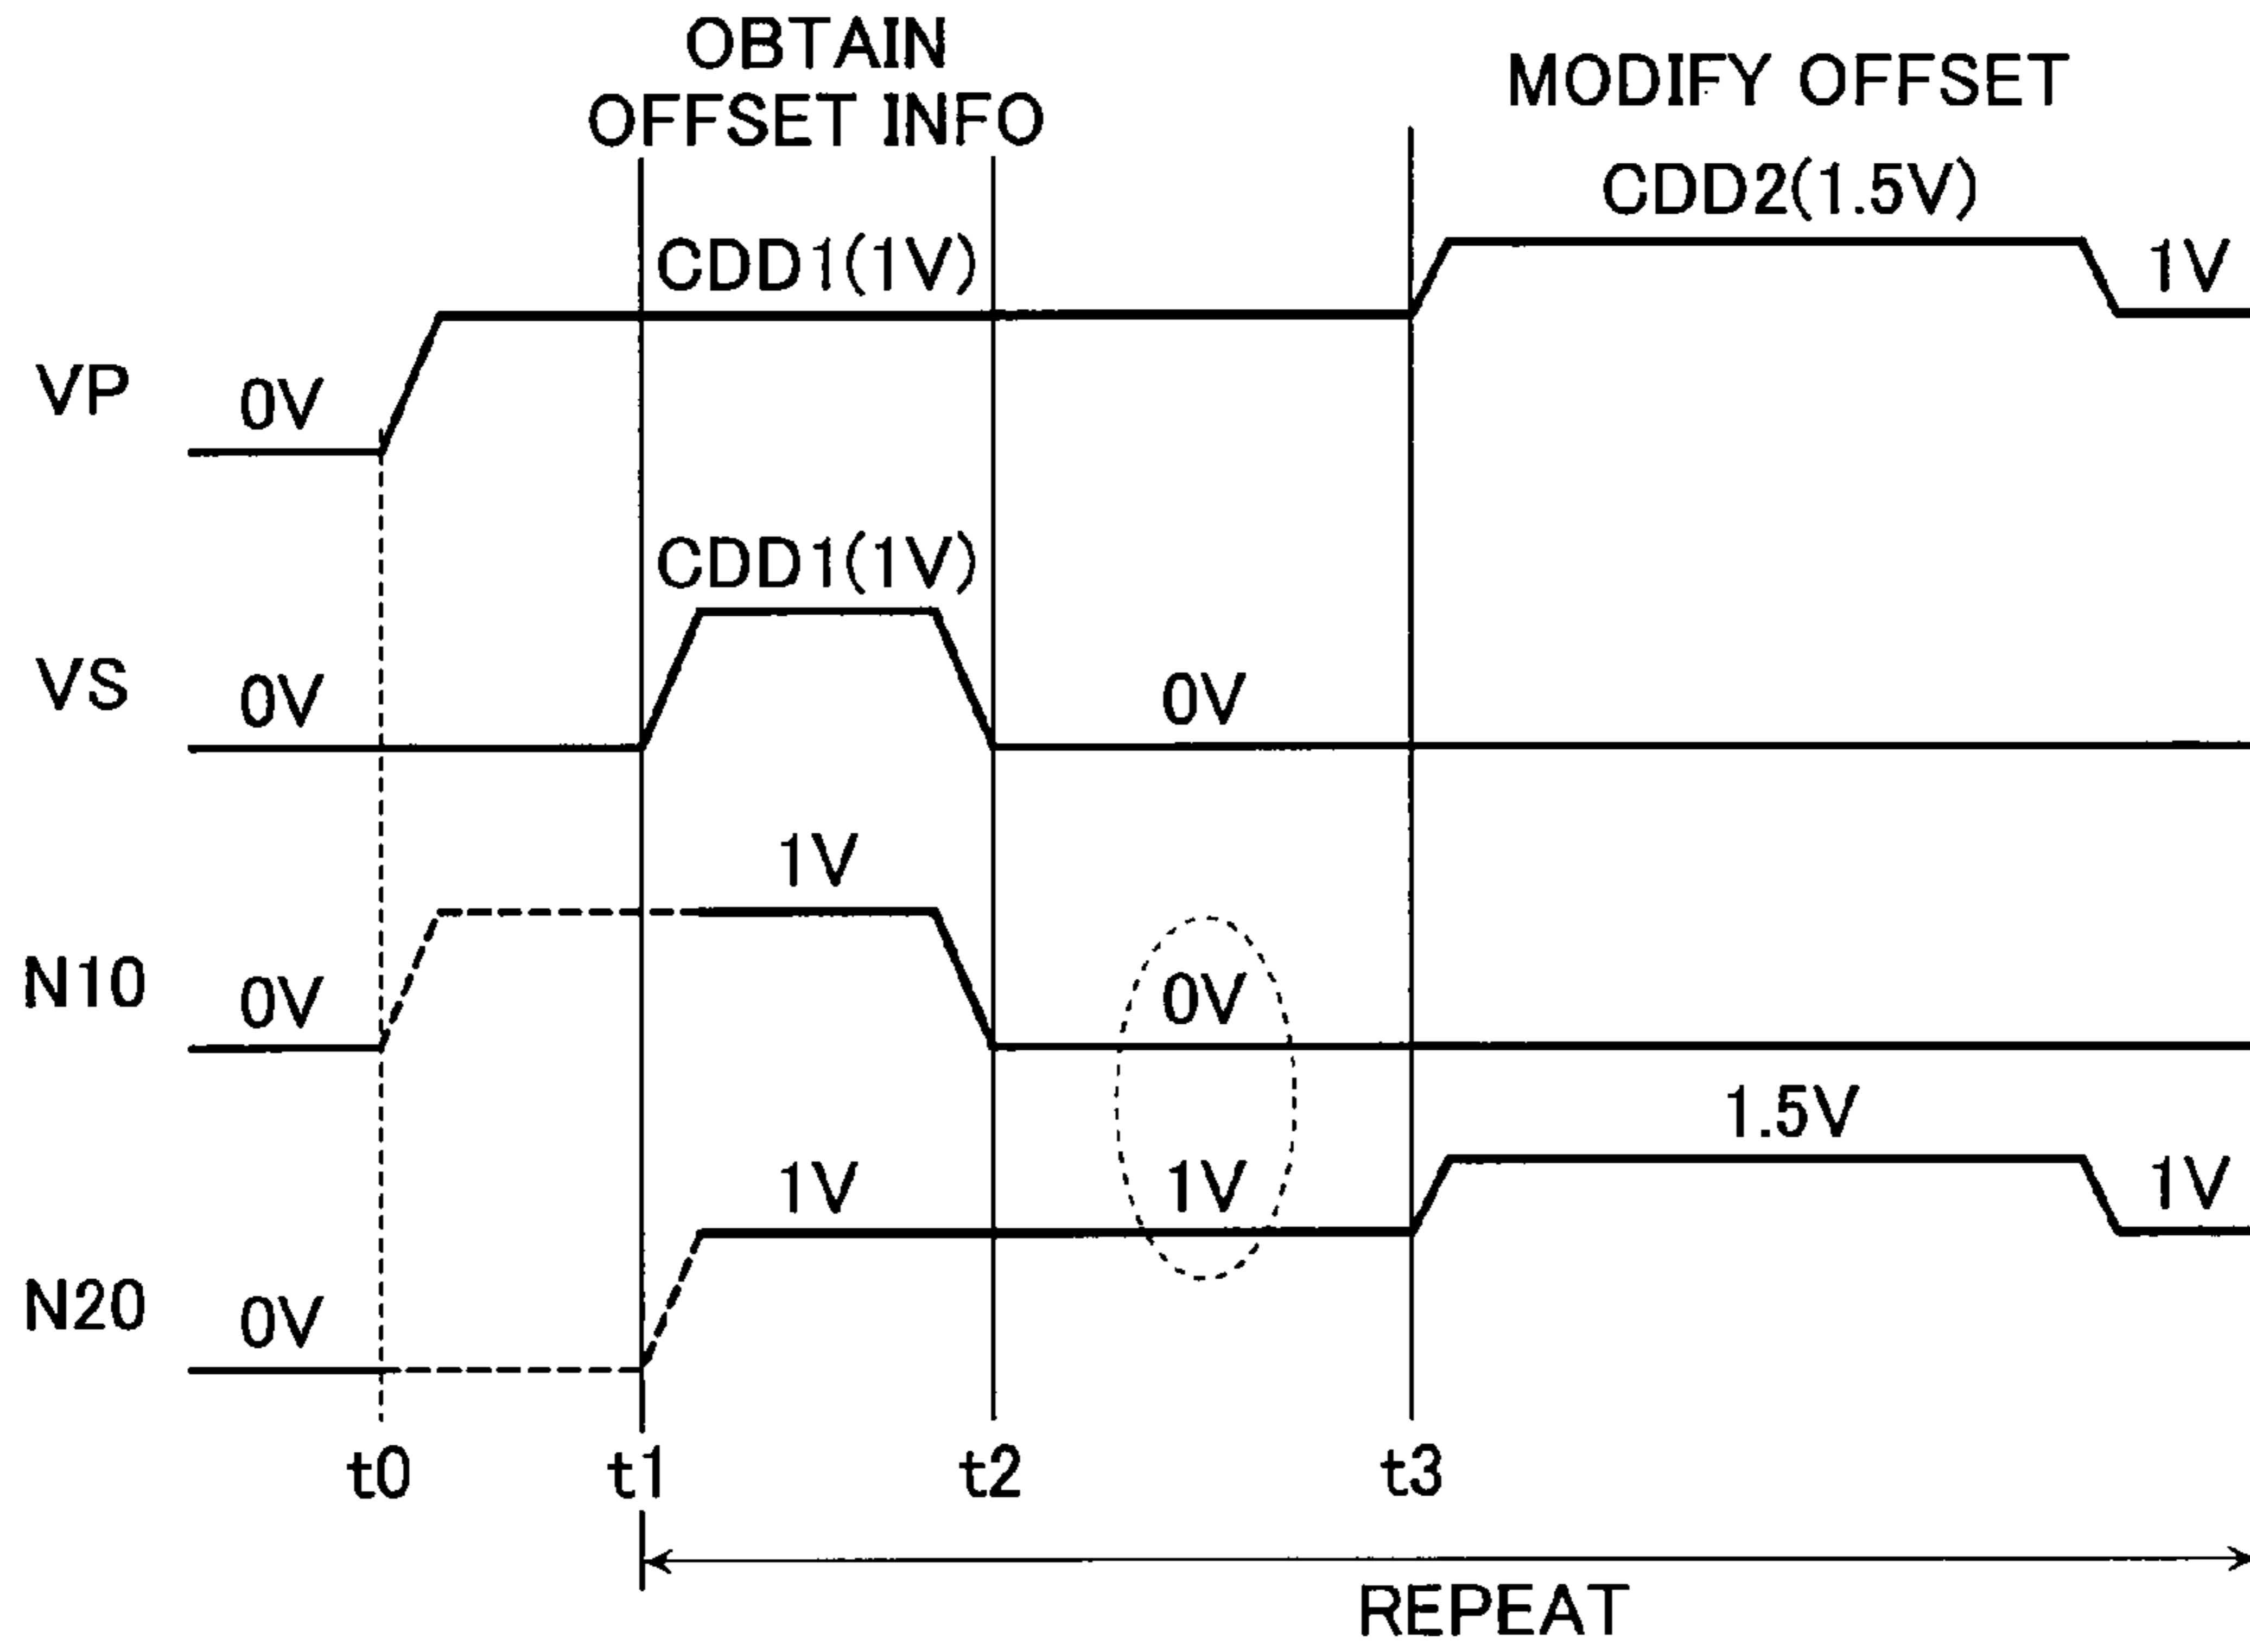 OBTAIN
OFFSET INFO
MODIFY OFFSET
CDD2(1.5V)
CDD1(1V)
1V
VP
0V
CDD1(1V)
VS
0V
0V
1V
N10
0V
0V
1.5V
1V
1V
1V
N20
0V
t0
t1
t2
t3
REPEAT